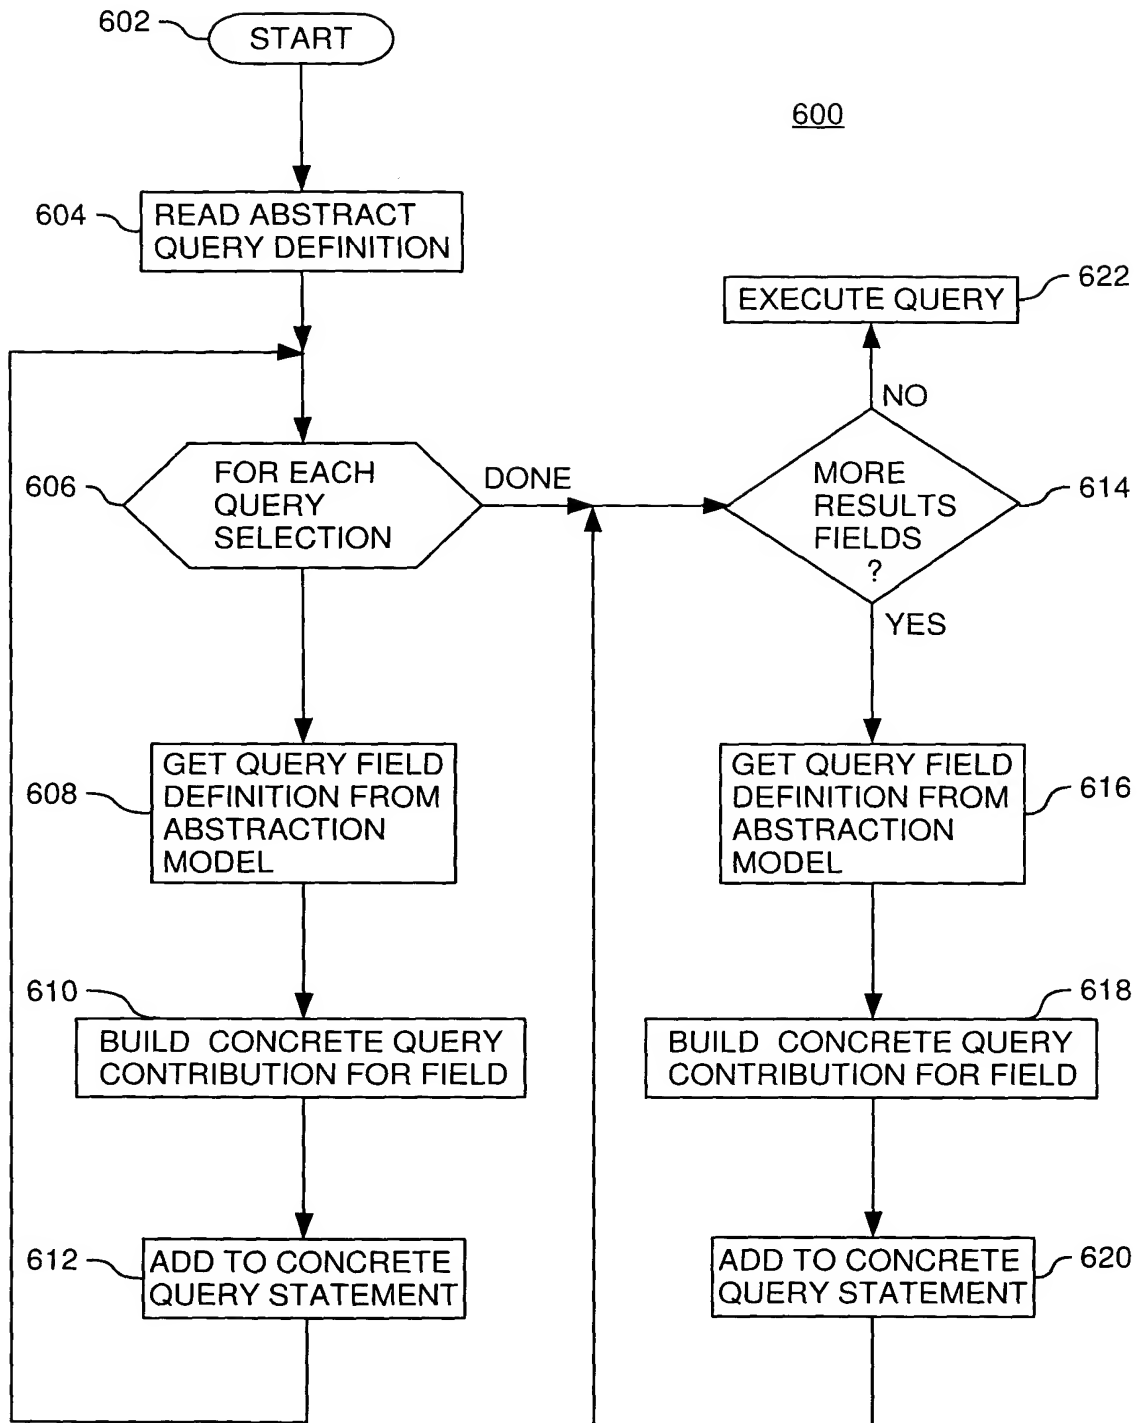 602
START
600
604
READ ABSTRACT
QUERY DEFINITION
622
EXECUTE QUERY
NO
606
FOR EACH
QUERY
SELECTION
DONE
MORE
RESULTS
FIELDS
?
614
YES
608
GET QUERY FIELD
DEFINITION FROM
ABSTRACTION
MODEL
GET QUERY FIELD
DEFINITION FROM
ABSTRACTION
MODEL
616
610
BUILD CONCRETE QUERY
CONTRIBUTION FOR FIELD
618
BUILD CONCRETE QUERY
CONTRIBUTION FOR FIELD
612
ADD TO CONCRETE
QUERY STATEMENT
ADD TO CONCRETE
QUERY STATEMENT
620